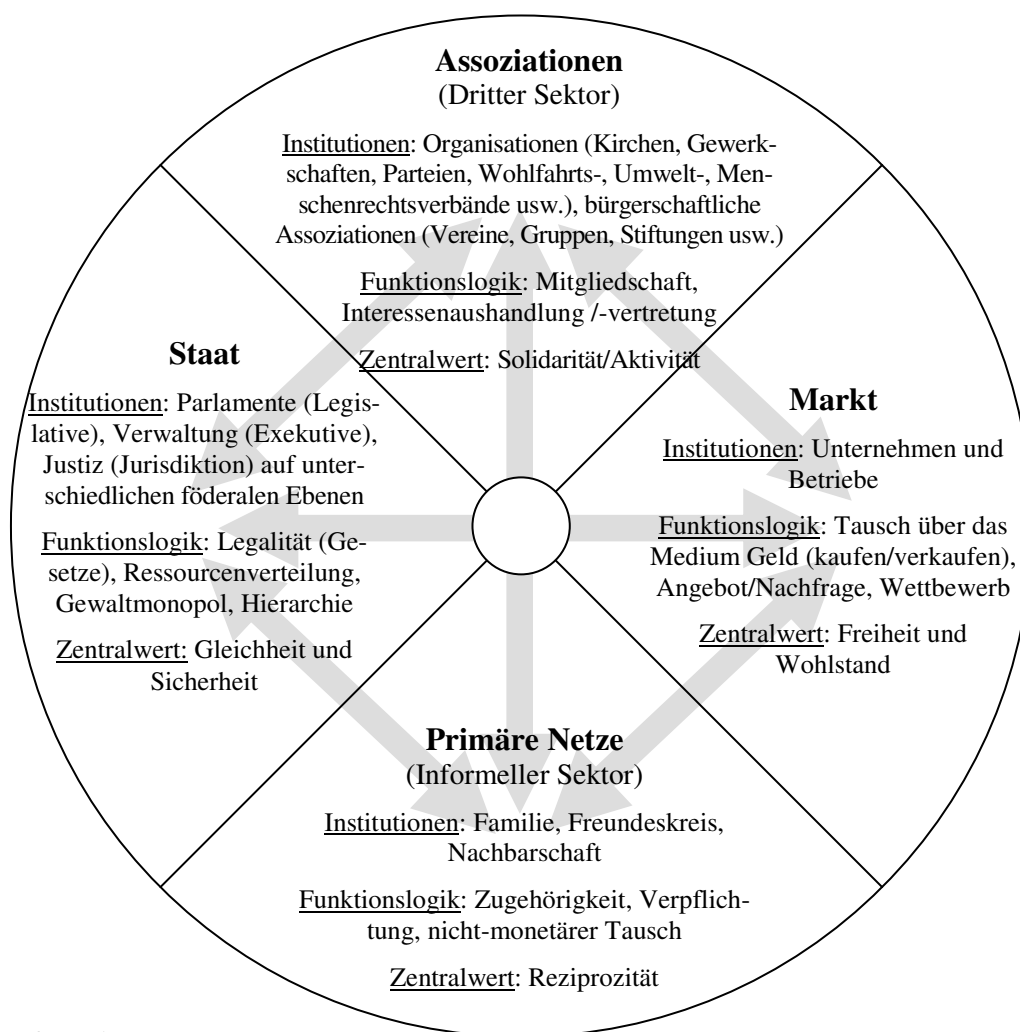 Assoziationen
(Dritter Sektor)
Institutionen: Organisationen (Kirchen, Gewerk-
schaften, Parteien, Wohlfahrts-, Umwelt-, Men-
schenrechtsverbände usw.), bürgerschaftliche
Assoziationen (Vereine, Gruppen, Stiftungen usw.)
Funktionslogik: Mitgliedschaft,
Interessenaushandlung /-vertretung
Zentralwert: Solidarität/Aktivität
Staat
Institutionen: Parlamente (Legis-
lative), Verwaltung (Exekutive),
Justiz (Jurisdiktion) auf unter-
schiedlichen föderalen Ebenen
Funktionslogik: Legalität (Ge-
setze), Ressourcenverteilung,
Gewaltmonopol, Hierarchie
Zentralwert: Gleichheit und
Sicherheit
Markt
Institutionen: Unternehmen und
Betriebe
Funktionslogik: Tausch über das
Medium Geld (kaufen/verkaufen),
Angebot/Nachfrage, Wettbewerb
Zentralwert: Freiheit und
Wohlstand
Primäre Netze
(Informeller Sektor)
Institutionen: Familie, Freundeskreis,
Nachbarschaft
Funktionslogik: Zugehörigkeit, Verpflich-
tung, nicht-monetärer Tausch
Zentralwert: Reziprozität